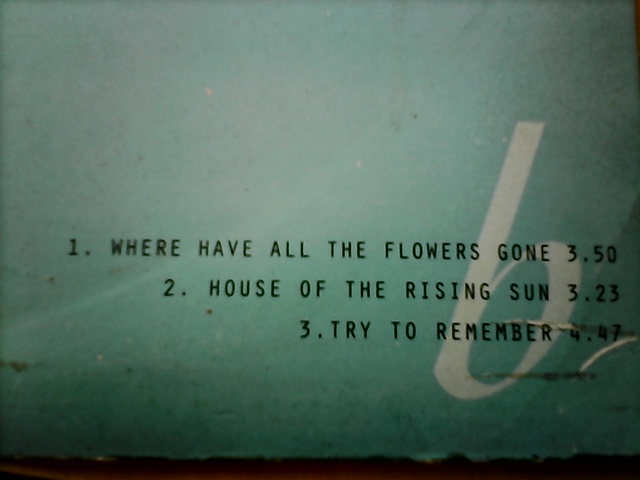 1. WHERE HAVE ALL THE FLOWERS GONE 3.50
2. HOUSE OF THE RISING SUN 3.23
3.TRY TO REMEMBER 4.47
b